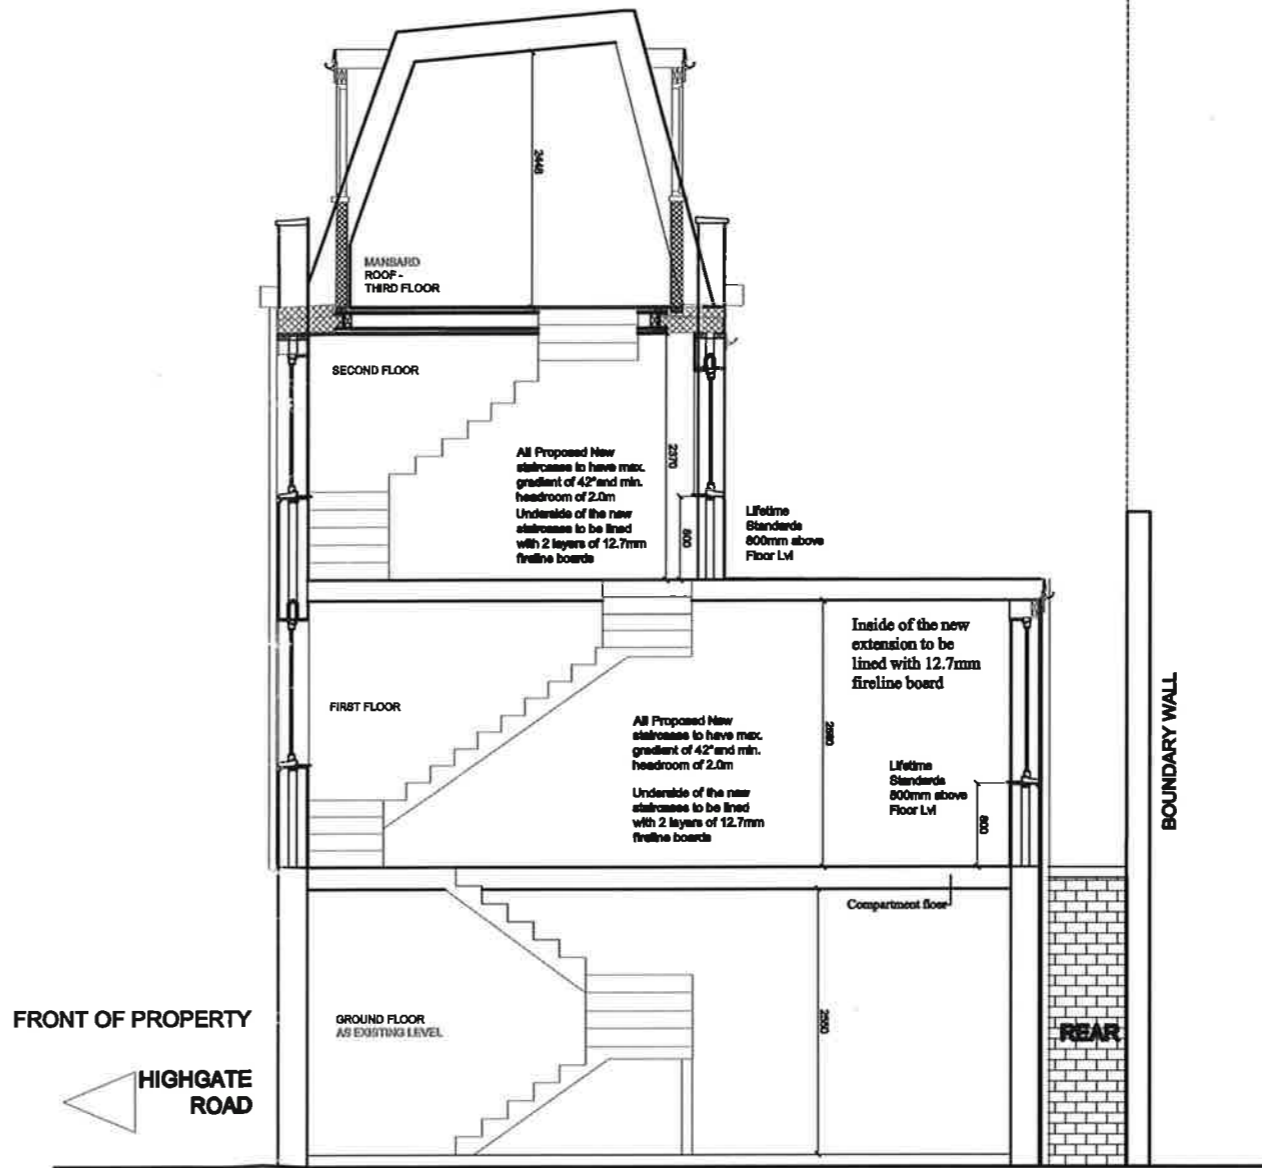 2448
MANSARD
ROOF -
THIRD FLOOR
SECOND FLOOR
All Proposed New
staircases to have max.
gradient of 42° and min.
headroom of 2.0m
Underside of the new
staircase to be lined
with 2 layers of 12.7mm
fireline boards
2370
800
Lifetime
Standards
800mm above
Floor Lvl
Inside of the new
extension to be
lined with 12.7mm
fireline board
FIRST FLOOR
All Proposed New
staircases to have max.
gradient of 42° and min.
headroom of 2.0m
Underside of the new
staircases to be lined
with 2 layers of 12.7mm
fireline boards
Lifetime
Standards
800mm above
Floor Lvl
800
BOUNDARY WALL
Compartment floor
FRONT OF PROPERTY
GROUND FLOOR
AS EXISTING LEVEL
2550
REAR
HIGHGATE
ROAD